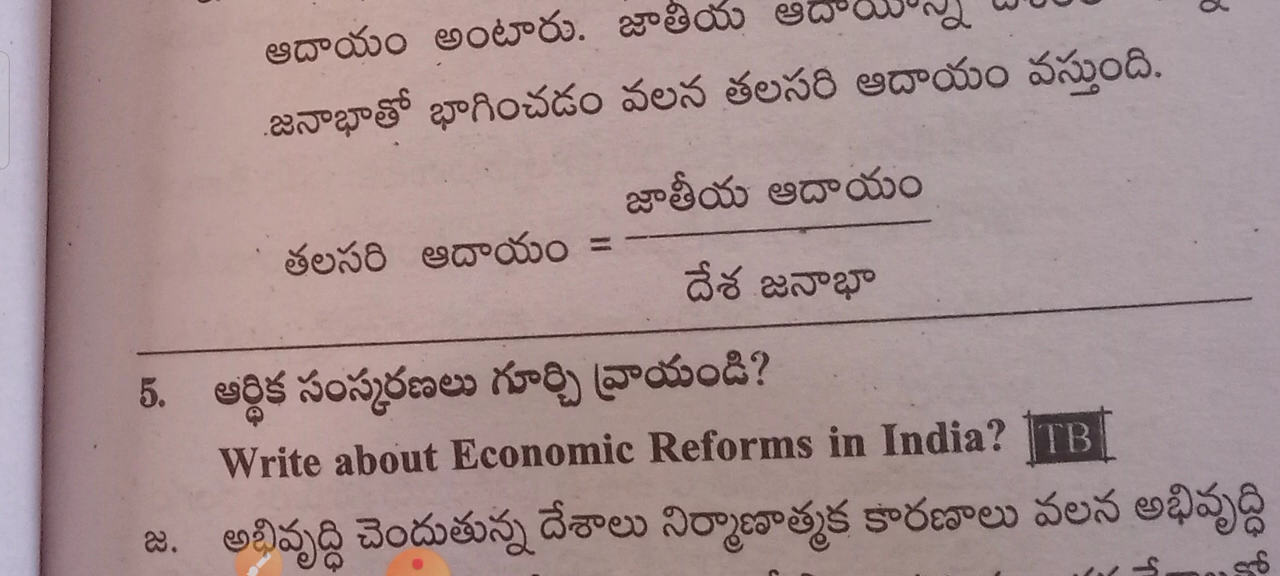 ఆదాయం అంటారు. జాతీయ ఆదాయాన్ని
జనాభాతో భాగించడం వలన తలసరి ఆదాయం వస్తుంది.
జాతీయ ఆదాయం
తలసరి ఆదాయం =
దేశ జనాభా
5. ఆర్థిక సంస్కరణలు గూర్చి వ్రాయండి?
Write about Economic Reforms in India? TB
జ. అభివృద్ధి చెందుతున్న దేశాలు నిర్మాణాత్మక కారణాలు వలన అభివృద్ధి